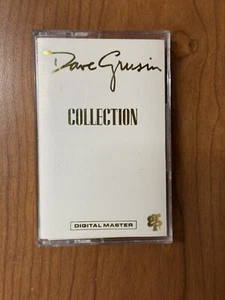 Dave Grusin
COLLECTION
DIGITAL MASTER
GRP